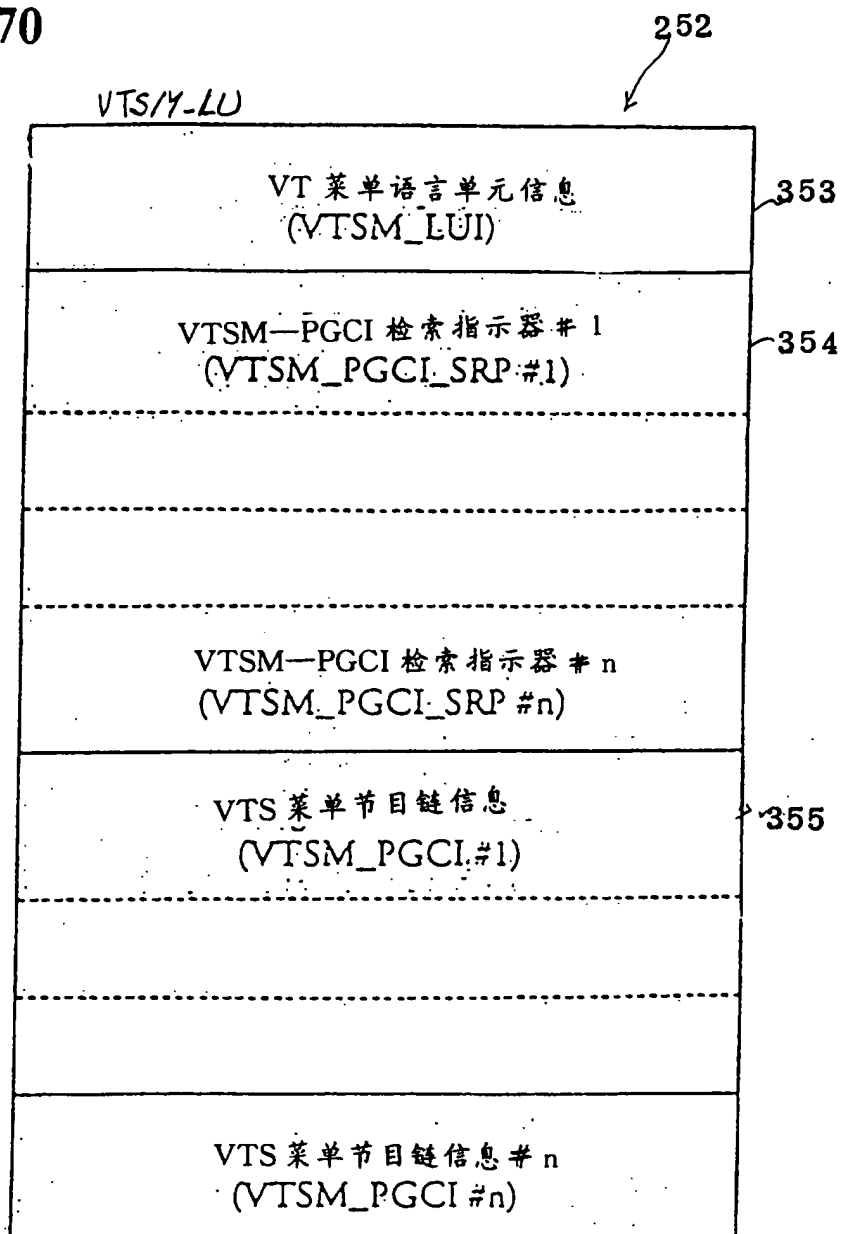 70
252
VTSM-LU
VT 菜单语言单元信息
(VTSM_LUI)
353
VTSM—PGCI 检索指示器 # 1
(VTSM_PGCI_SRP #1)
354
VTSM—PGCI 检索指示器 # n
(VTSM_PGCI_SRP #n)
VTS 菜单节目链信息
(VTSM_PGCI #1)
355
VTS 菜单节目链信息 # n
(VTSM_PGCI #n)